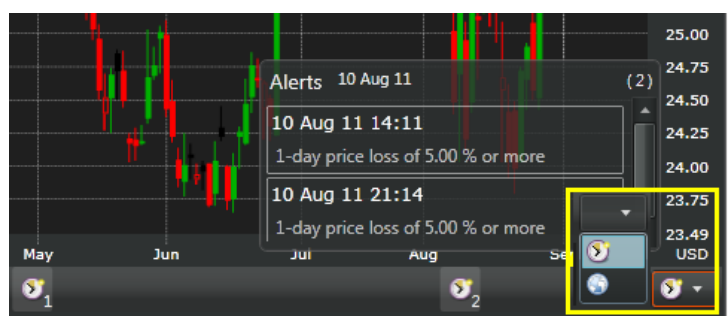 25.00
Alerts 10 Aug 11 (2)
24.75
24.50
10 Aug 11 14:11
24.25
1-day price loss of 5.00 % or more
24.00
10 Aug 11 21:14
23.75
1-day price loss of 5.00 % or more
23.49
May Jun Jul Aug Sep USD
1 2